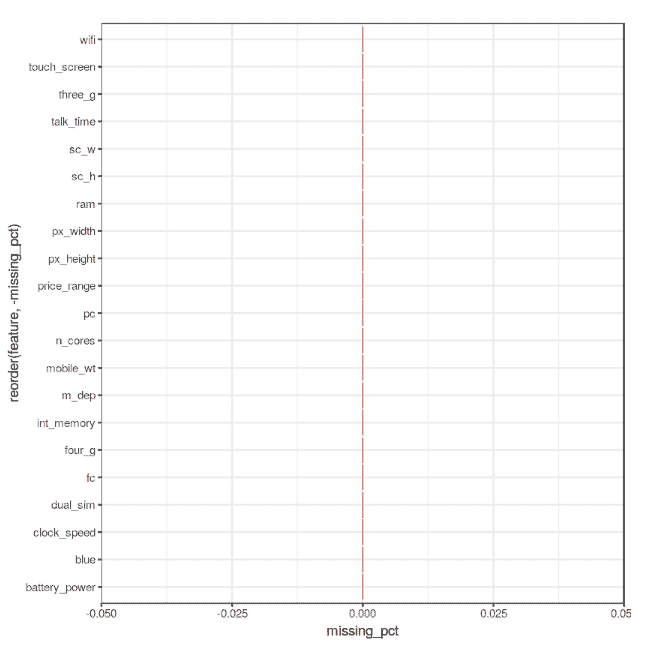 wifi
touch_screen
three_g
talk_time
sc_w
sc_h
ram
px_width
px_height
price_range
pc
n_cores
mobile_wt
m_dep
int_memory
four_g
fc
dual_sim
clock_speed
blue
battery_power
reorder(feature, -missing_pct)
-0.050 -0.025 0.000 0.025 0.05
missing_pct